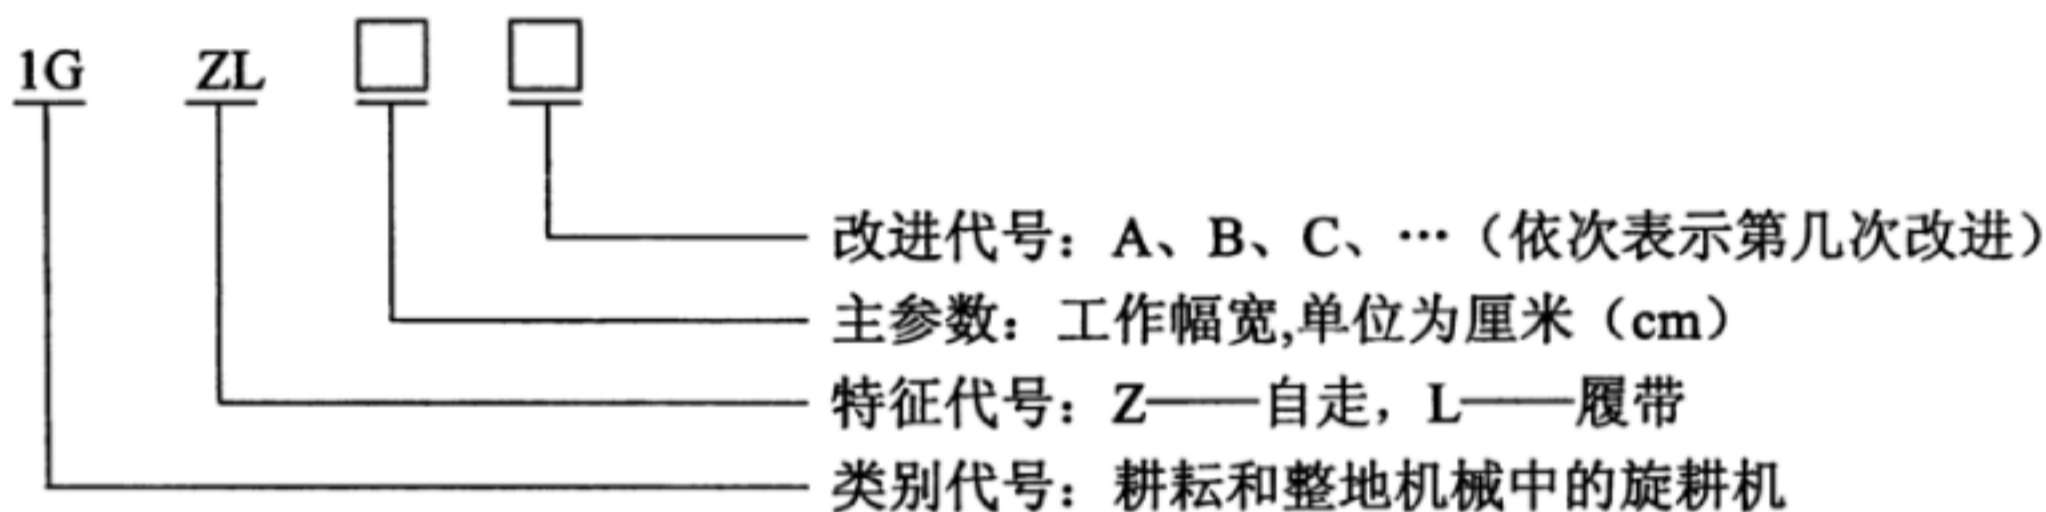 1G ZL □ □
改进代号：A、B、C、…（依次表示第几次改进）
主参数：工作幅宽,单位为厘米（cm）
特征代号：Z——自走，L——履带
类别代号：耕耘和整地机械中的旋耕机